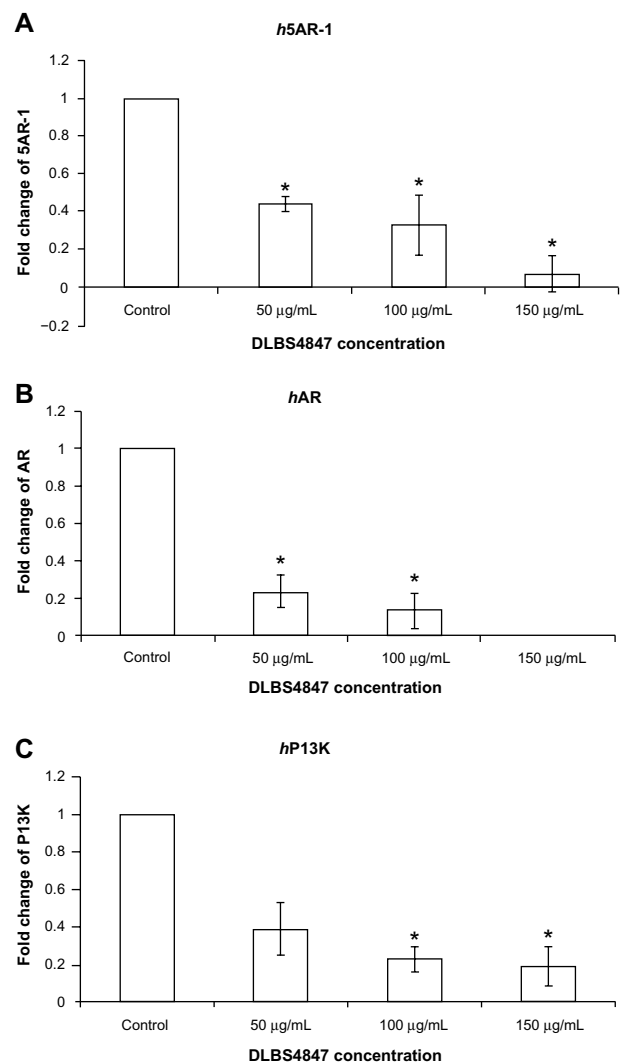 A
h5AR-1
Fold change of 5AR-1
1.2
1
0.8
0.6
0.4
0.2
0
−0.2
*
*
*
Control
50 μg/mL
100 μg/mL
150 μg/mL
DLBS4847 concentration
B
hAR
Fold change of AR
1.2
1
0.8
0.6
0.4
0.2
0
*
*
Control
50 μg/mL
100 μg/mL
150 μg/mL
DLBS4847 concentration
C
hP13K
Fold change of P13K
1.2
1
0.8
0.6
0.4
0.2
0
*
*
Control
50 μg/mL
100 μg/mL
150 μg/mL
DLBS4847 concentration